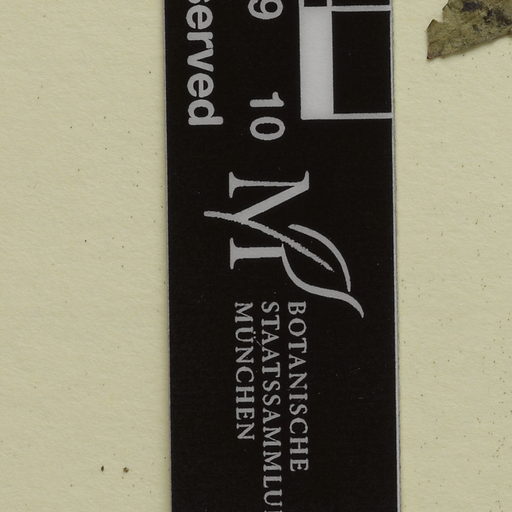 served
9 10
M
BOTANISCHE
STAATSSAMMLU
MÜNCHEN